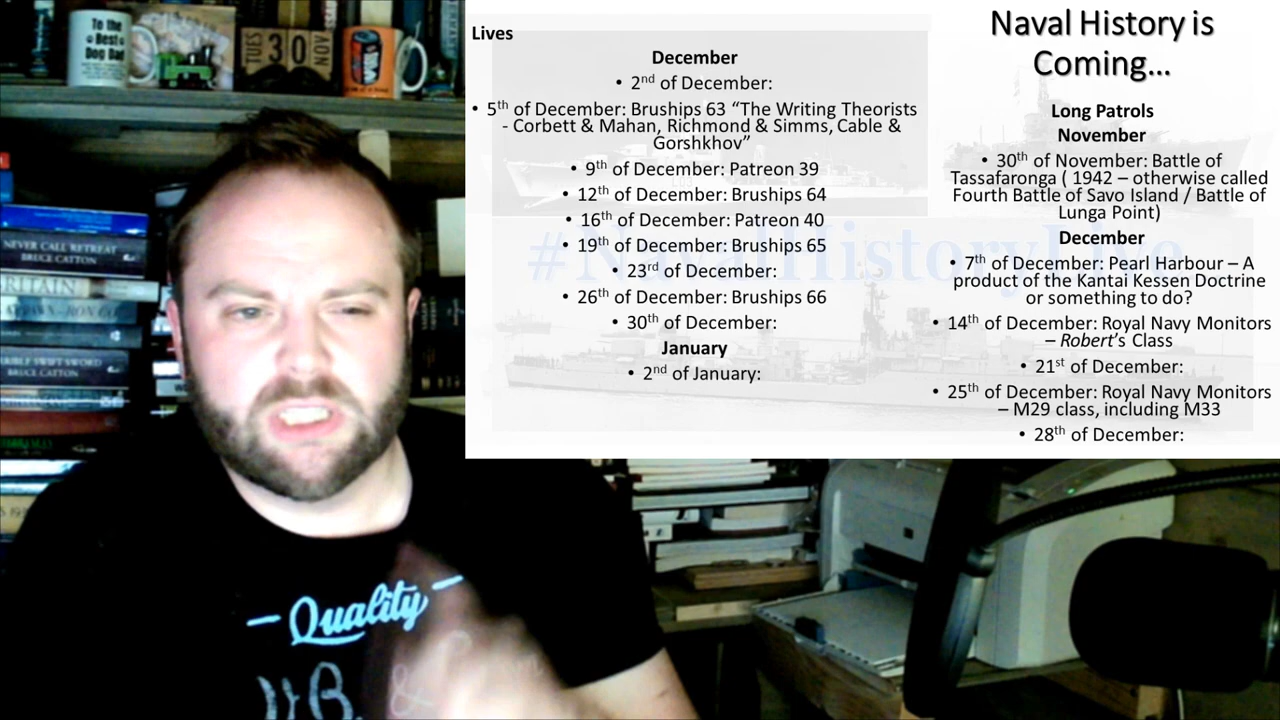 To the
Best
Dog Dad
TUES 30 NOV
NEVER CALL RETREAT
BRUCE CATTON
SWIFT SWORD
BRUCE CATTON
Quality
&
Lives
December
• 2nd of December:
• 5th of December: Bruships 63 “The Writing Theorists
- Corbett & Mahan, Richmond & Simms, Cable &
Gorshkhov”
• 9th of December: Patreon 39
• 12th of December: Bruships 64
• 16th of December: Patreon 40
• 19th of December: Bruships 65
• 23rd of December:
• 26th of December: Bruships 66
• 30th of December:
January
• 2nd of January:
Naval History is
Coming...
Long Patrols
November
• 30th of November: Battle of
Tassafaronga ( 1942 – otherwise called
Fourth Battle of Savo Island / Battle of
Lunga Point)
December
• 7th of December: Pearl Harbour – A
product of the Kantai Kessen Doctrine
or something to do?
• 14th of December: Royal Navy Monitors
– Robert’s Class
• 21st of December:
• 25th of December: Royal Navy Monitors
– M29 class, including M33
• 28th of December:
#NavalHistoryLive